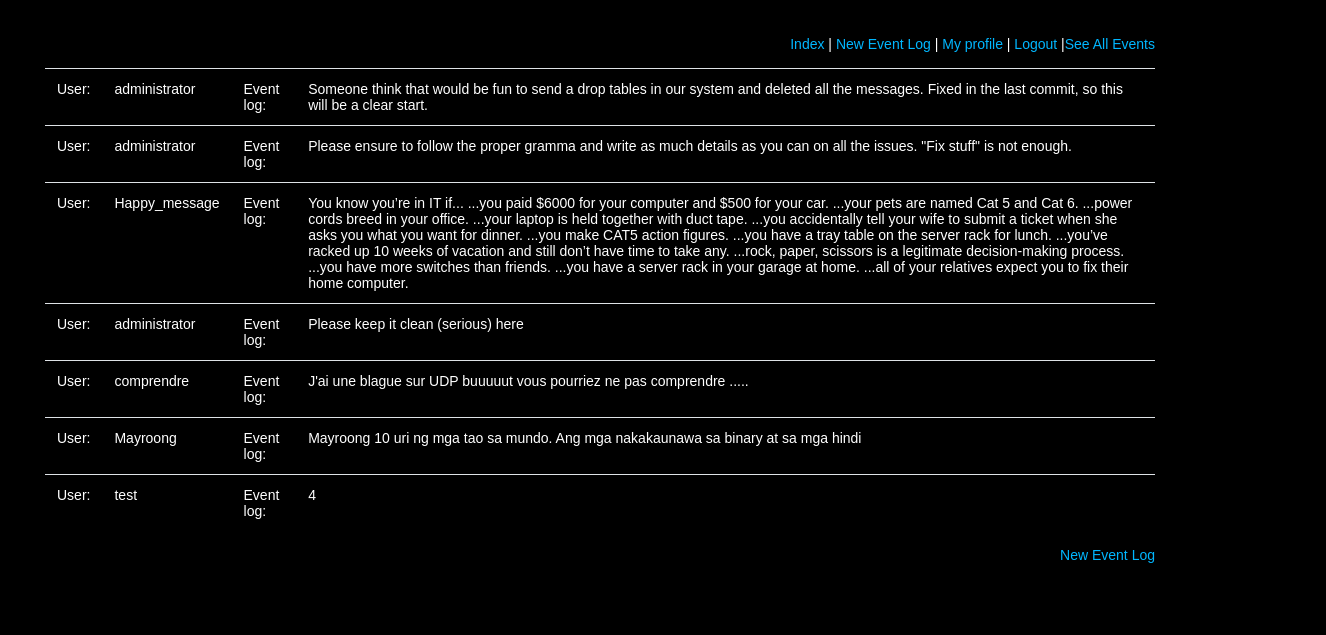 Index | New Event Log | My profile | Logout |See All Events
User: administrator Event log: Someone think that would be fun to send a drop tables in our system and deleted all the messages. Fixed in the last commit, so this
will be a clear start.
User: administrator Event log: Please ensure to follow the proper gramma and write as much details as you can on all the issues. "Fix stuff" is not enough.
User: Happy_message Event log: You know you’re in IT if... ...you paid $6000 for your computer and $500 for your car. ...your pets are named Cat 5 and Cat 6. ...power
cords breed in your office. ...your laptop is held together with duct tape. ...you accidentally tell your wife to submit a ticket when she
asks you what you want for dinner. ...you make CAT5 action figures. ...you have a tray table on the server rack for lunch. ...you’ve
racked up 10 weeks of vacation and still don’t have time to take any. ...rock, paper, scissors is a legitimate decision-making process.
...you have more switches than friends. ...you have a server rack in your garage at home. ...all of your relatives expect you to fix their
home computer.
User: administrator Event log: Please keep it clean (serious) here
User: comprendre Event log: J'ai une blague sur UDP buuuuut vous pourriez ne pas comprendre .....
User: Mayroong Event log: Mayroong 10 uri ng mga tao sa mundo. Ang mga nakakaunawa sa binary at sa mga hindi
User: test Event log: 4
New Event Log